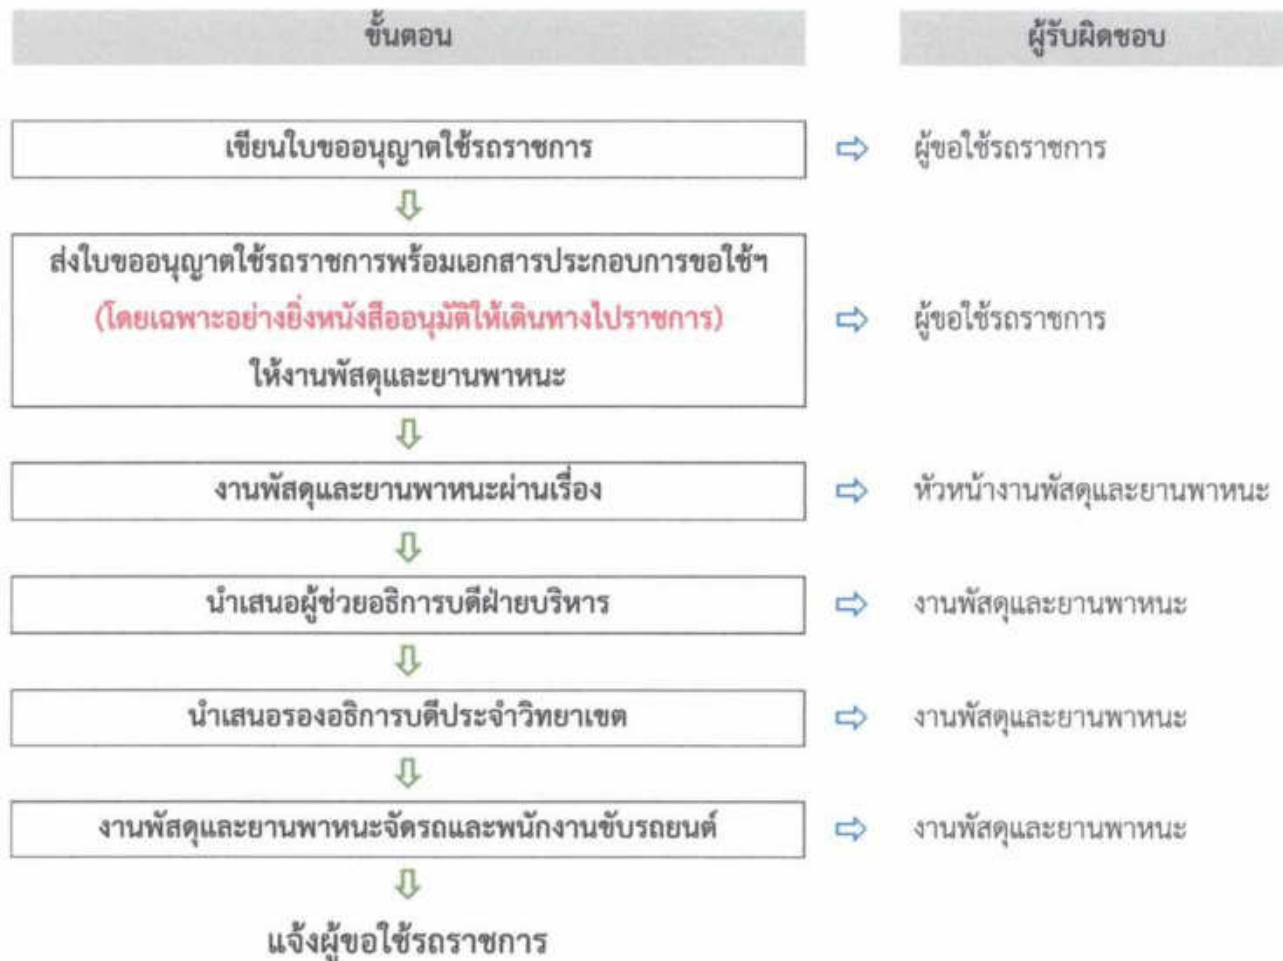 ขั้นตอน
ผู้รับผิดชอบ
เขียนใบขออนุญาตใช้รถราชการ
ผู้ขอใช้รถราชการ
ส่งใบขออนุญาตใช้รถราชการพร้อมเอกสารประกอบการขอใช้ฯ
(โดยเฉพาะอย่างยิ่งหนังสืออนุมัติให้เดินทางไปราชการ)
ให้งานพัสดุและยานพาหนะ
ผู้ขอใช้รถราชการ
งานพัสดุและยานพาหนะผ่านเรื่อง
หัวหน้างานพัสดุและยานพาหนะ
นำเสนอผู้ช่วยอธิการบดีฝ่ายบริหาร
งานพัสดุและยานพาหนะ
นำเสนอรองอธิการบดีประจำวิทยาเขต
งานพัสดุและยานพาหนะ
งานพัสดุและยานพาหนะจัดรถและพนักงานขับรถยนต์
งานพัสดุและยานพาหนะ
แจ้งผู้ขอใช้รถราชการ